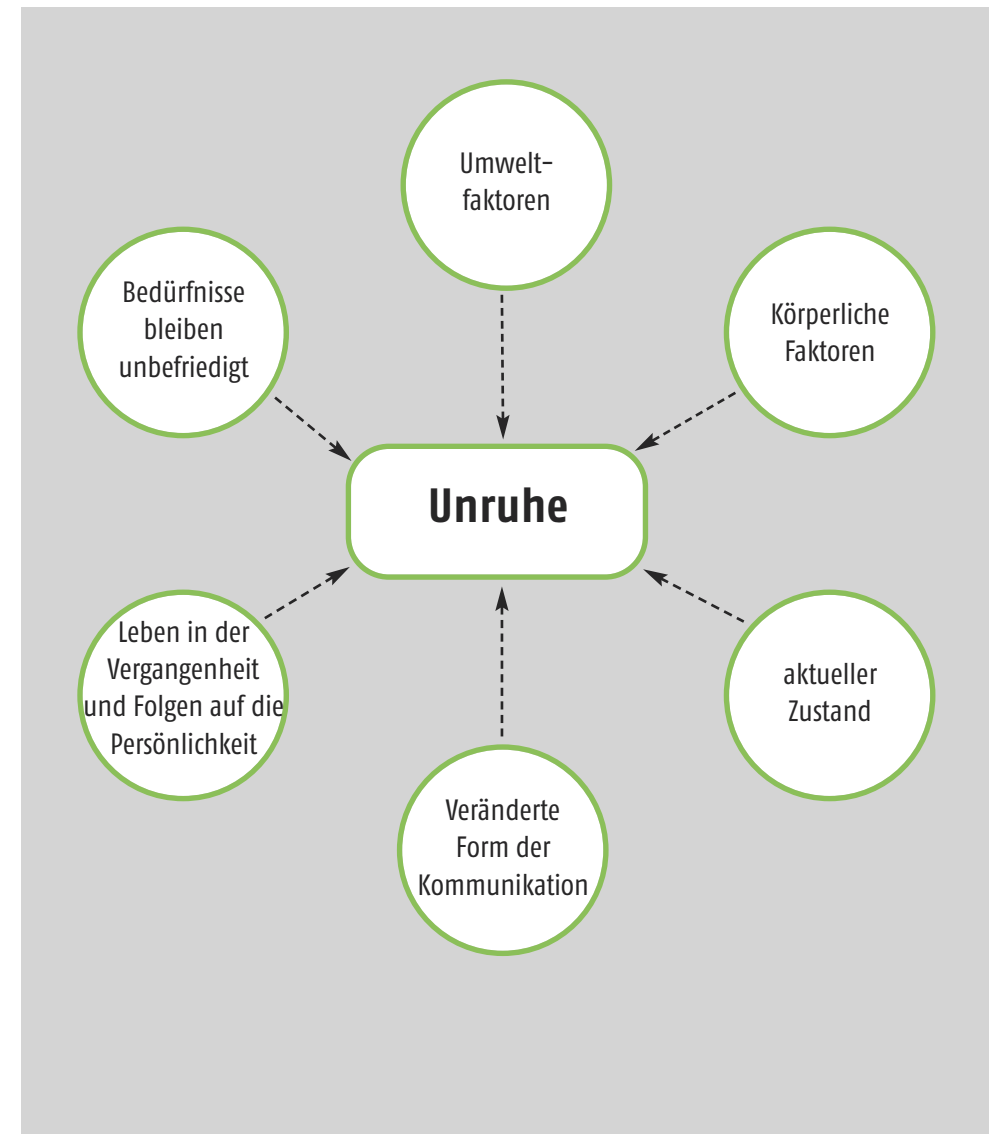 Umwelt-
faktoren
Bedürfnisse
bleiben
unbefriedigt
Körperliche
Faktoren
Unruhe
Leben in der
Vergangenheit
und Folgen auf die
Persönlichkeit
aktueller
Zustand
Veränderte
Form der
Kommunikation